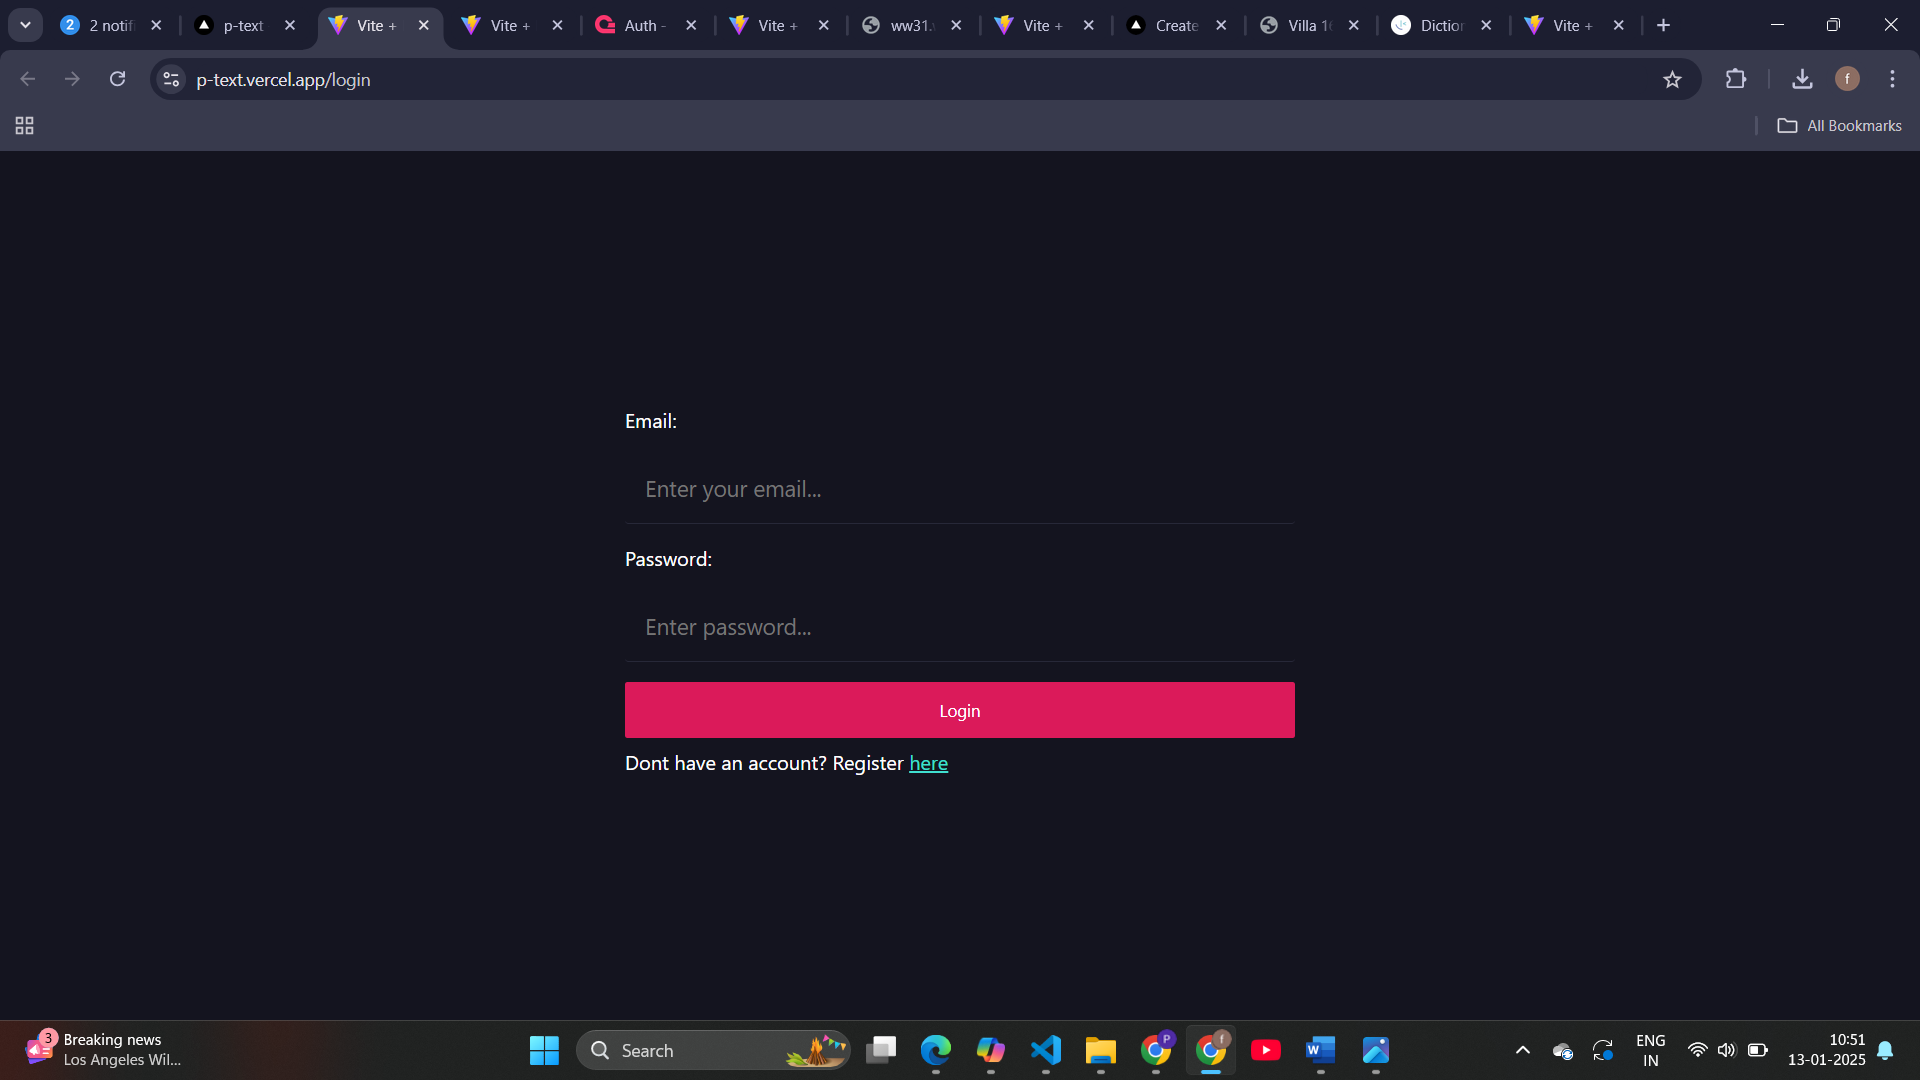 2 notifi
p-text
Vite +
Vite +
Auth -
Vite +
ww31.
Vite +
Create
Villa 16
Diction
Vite +
p-text.vercel.app/login
f
All Bookmarks
Email:
Enter your email...
Password:
Enter password...
Login
Dont have an account? Register here
3
Breaking news
Los Angeles Wil...
Search
P
f
ENG
IN
10:51
13-01-2025